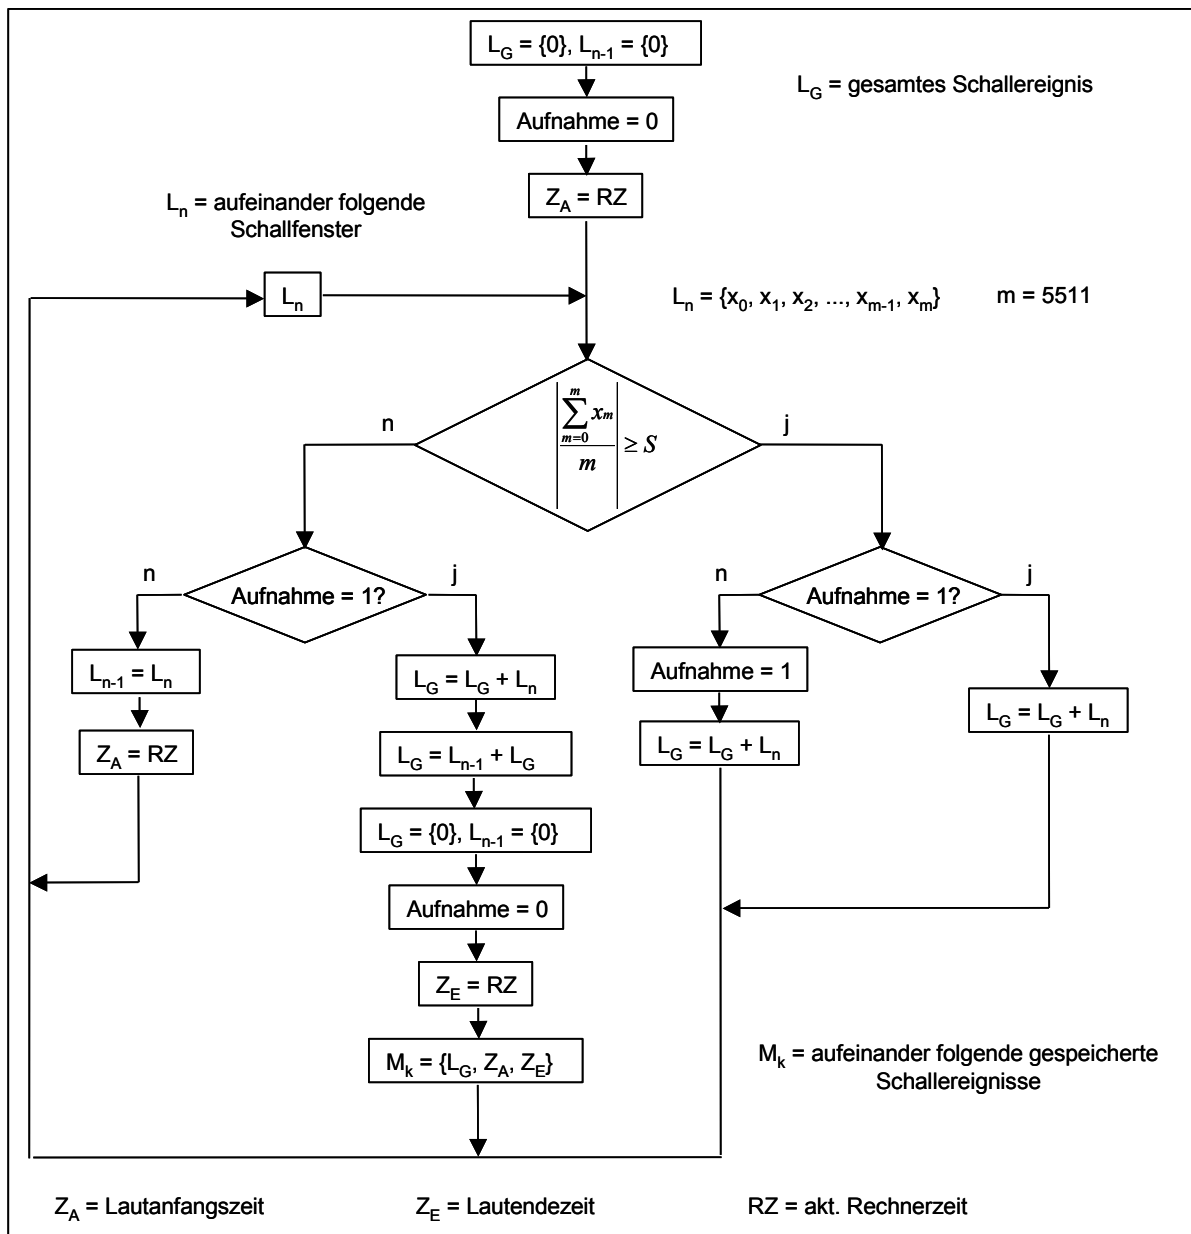 L_G = {0}, L_n-1 = {0}
L_G = gesamtes Schallereignis
Aufnahme = 0
Z_A = RZ
L_n = aufeinander folgende
Schallfenster
L_n
L_n = {x_0, x_1, x_2, ..., x_m-1, x_m} m = 5511
n
|∑_{m=0}^{m} x_m / m| ≥ S
j
n
Aufnahme = 1?
j
n
Aufnahme = 1?
j
L_n-1 = L_n
Z_A = RZ
L_G = L_G + L_n
L_G = L_n-1 + L_G
L_G = {0}, L_n-1 = {0}
Aufnahme = 0
Z_E = RZ
M_k = {L_G, Z_A, Z_E}
Aufnahme = 1
L_G = L_G + L_n
L_G = L_G + L_n
M_k = aufeinander folgende gespeicherte
Schallereignisse
Z_A = Lautanfangszeit
Z_E = Lautendezeit
RZ = akt. Rechnerzeit